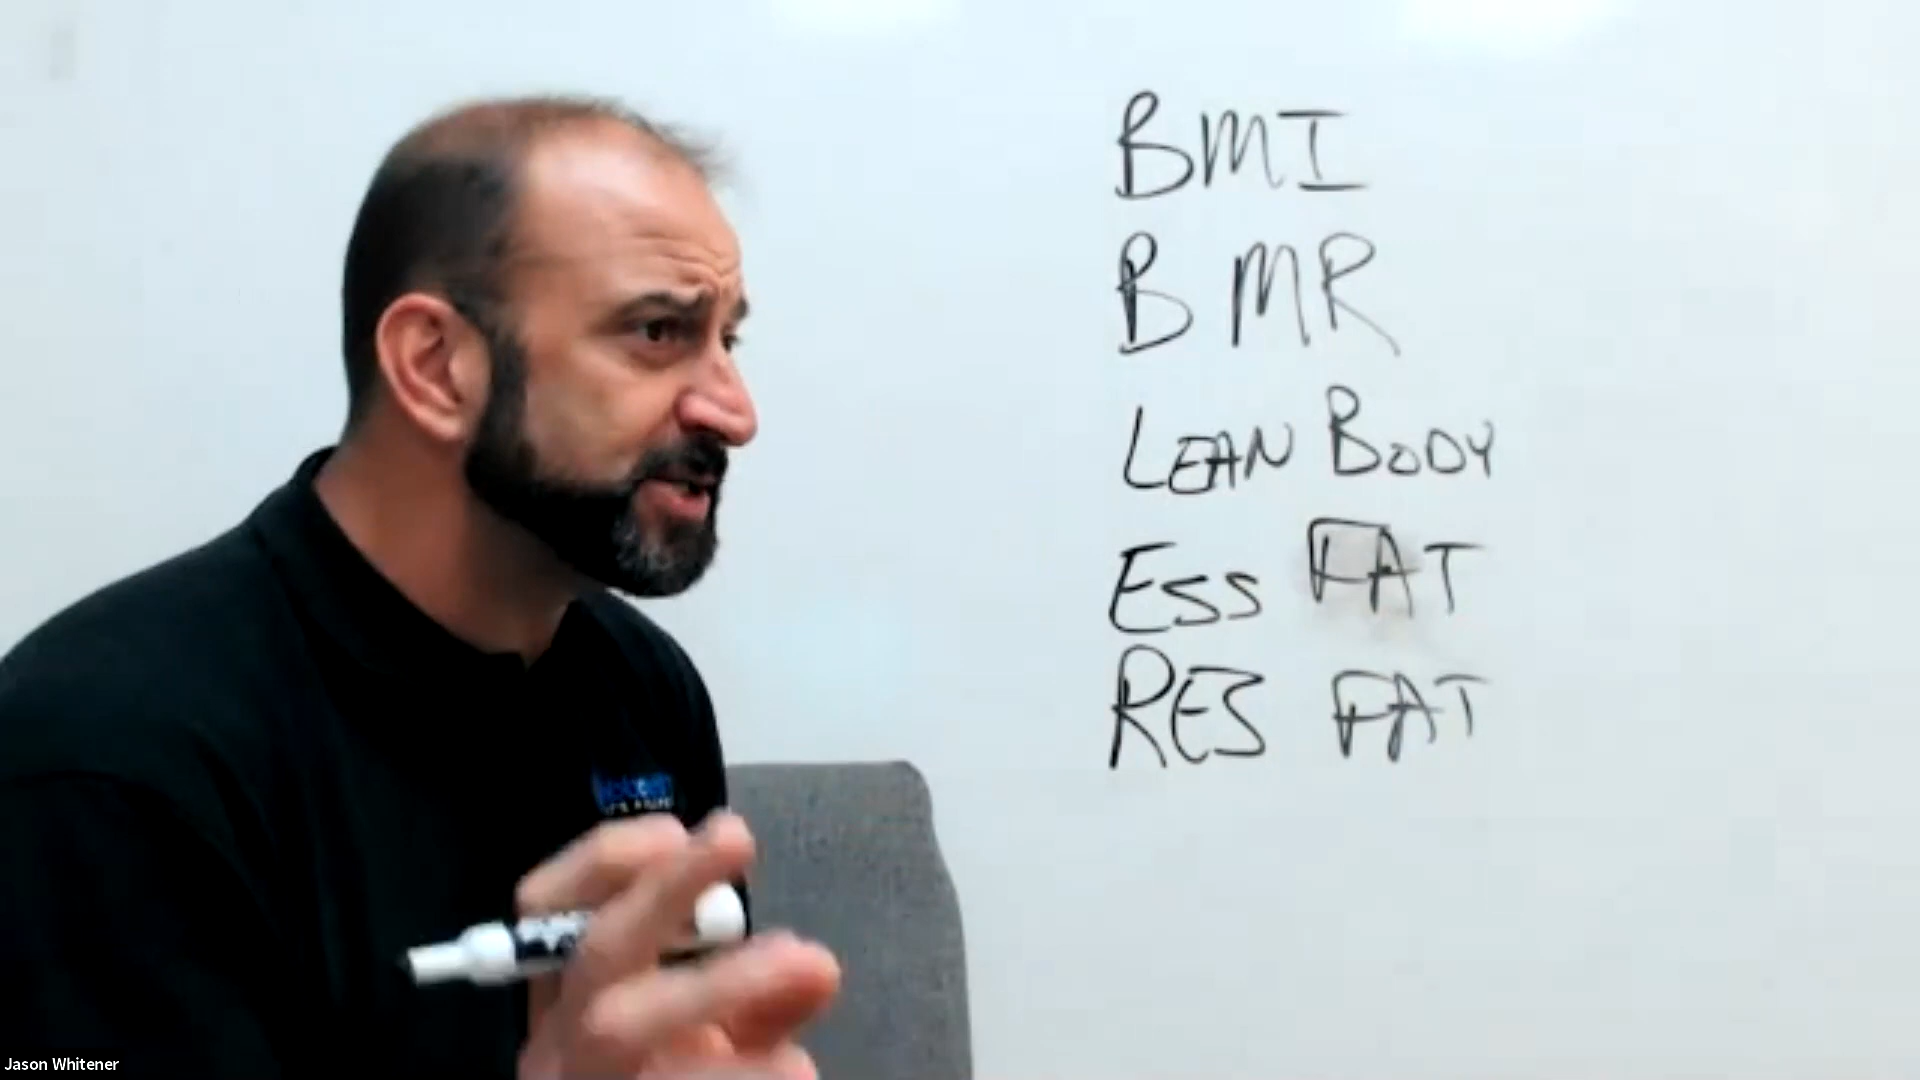 BMI
BMR
LEAN BODY
ESS FAT
RES FAT
Jason Whitener